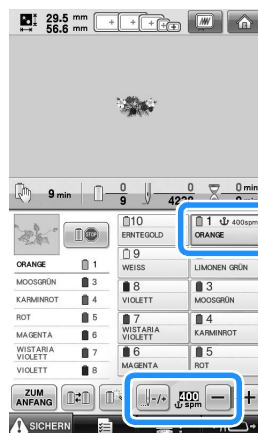 29.5 mm
56.6 mm
9 min
0
9
0
0 min
10
ERNTEGOLD
1 400spm
ORANGE
9
WEISS
LIMONEN GRÜN
ORANGE 1
MOOSGRÜN 3
KARMINROT 4
ROT 5
MAGENTA 6
WISTARIA
VIOLETT 7
VIOLETT 8
8
VIOLETT
3
MOOSGRÜN
7
WISTARIA
VIOLETT
4
KARMINROT
6
MAGENTA
5
ROT
STOP
ZUM
ANFANG
-/+
400
spm
− +
SICHERN